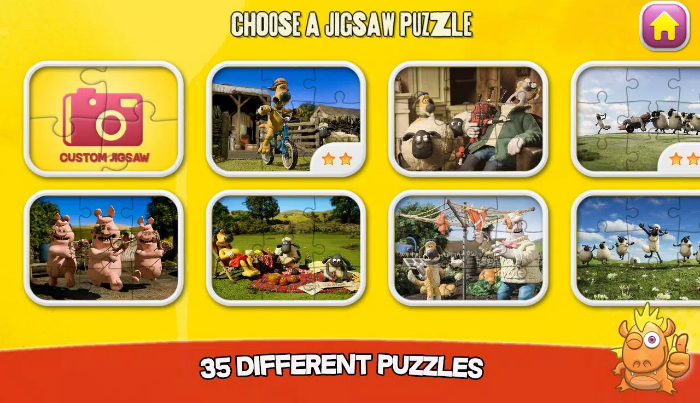 CHOOSE A JIGSAW PUZZLE
CUSTOM JIGSAW
35 DIFFERENT PUZZLES